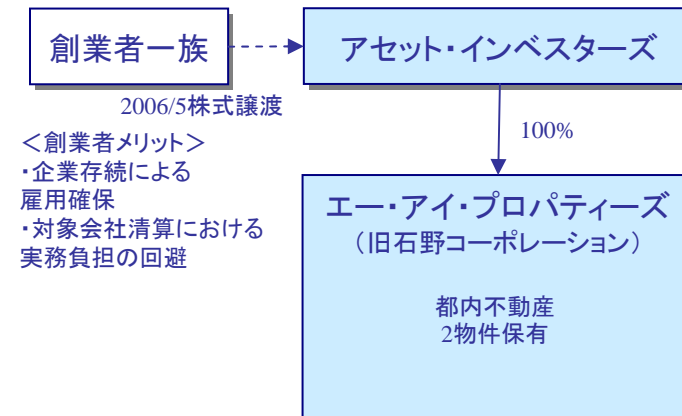 創業者一族
アセット・インベスターズ
2006/5株式譲渡
＜創業者メリット＞
・企業存続による
雇用確保
・対象会社清算における
実務負担の回避
100%
エー・アイ・プロパティーズ
（旧石野コーポレーション）
都内不動産
2物件保有